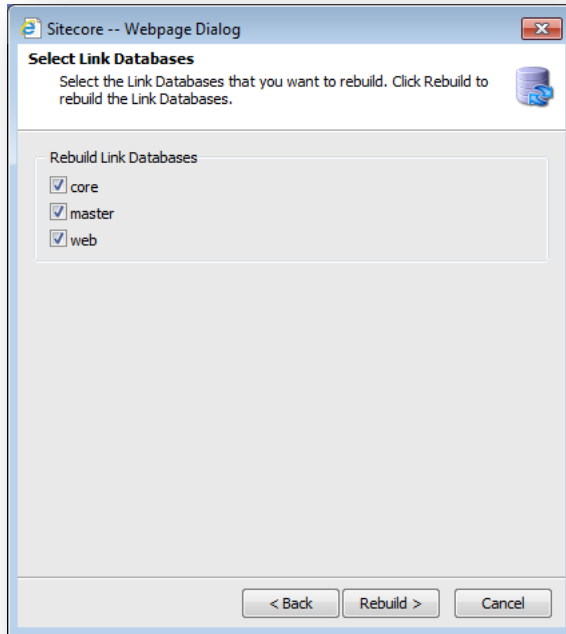 Sitecore -- Webpage Dialog
Select Link Databases
Select the Link Databases that you want to rebuild. Click Rebuild to
rebuild the Link Databases.
Rebuild Link Databases
core
master
web
< Back
Rebuild >
Cancel